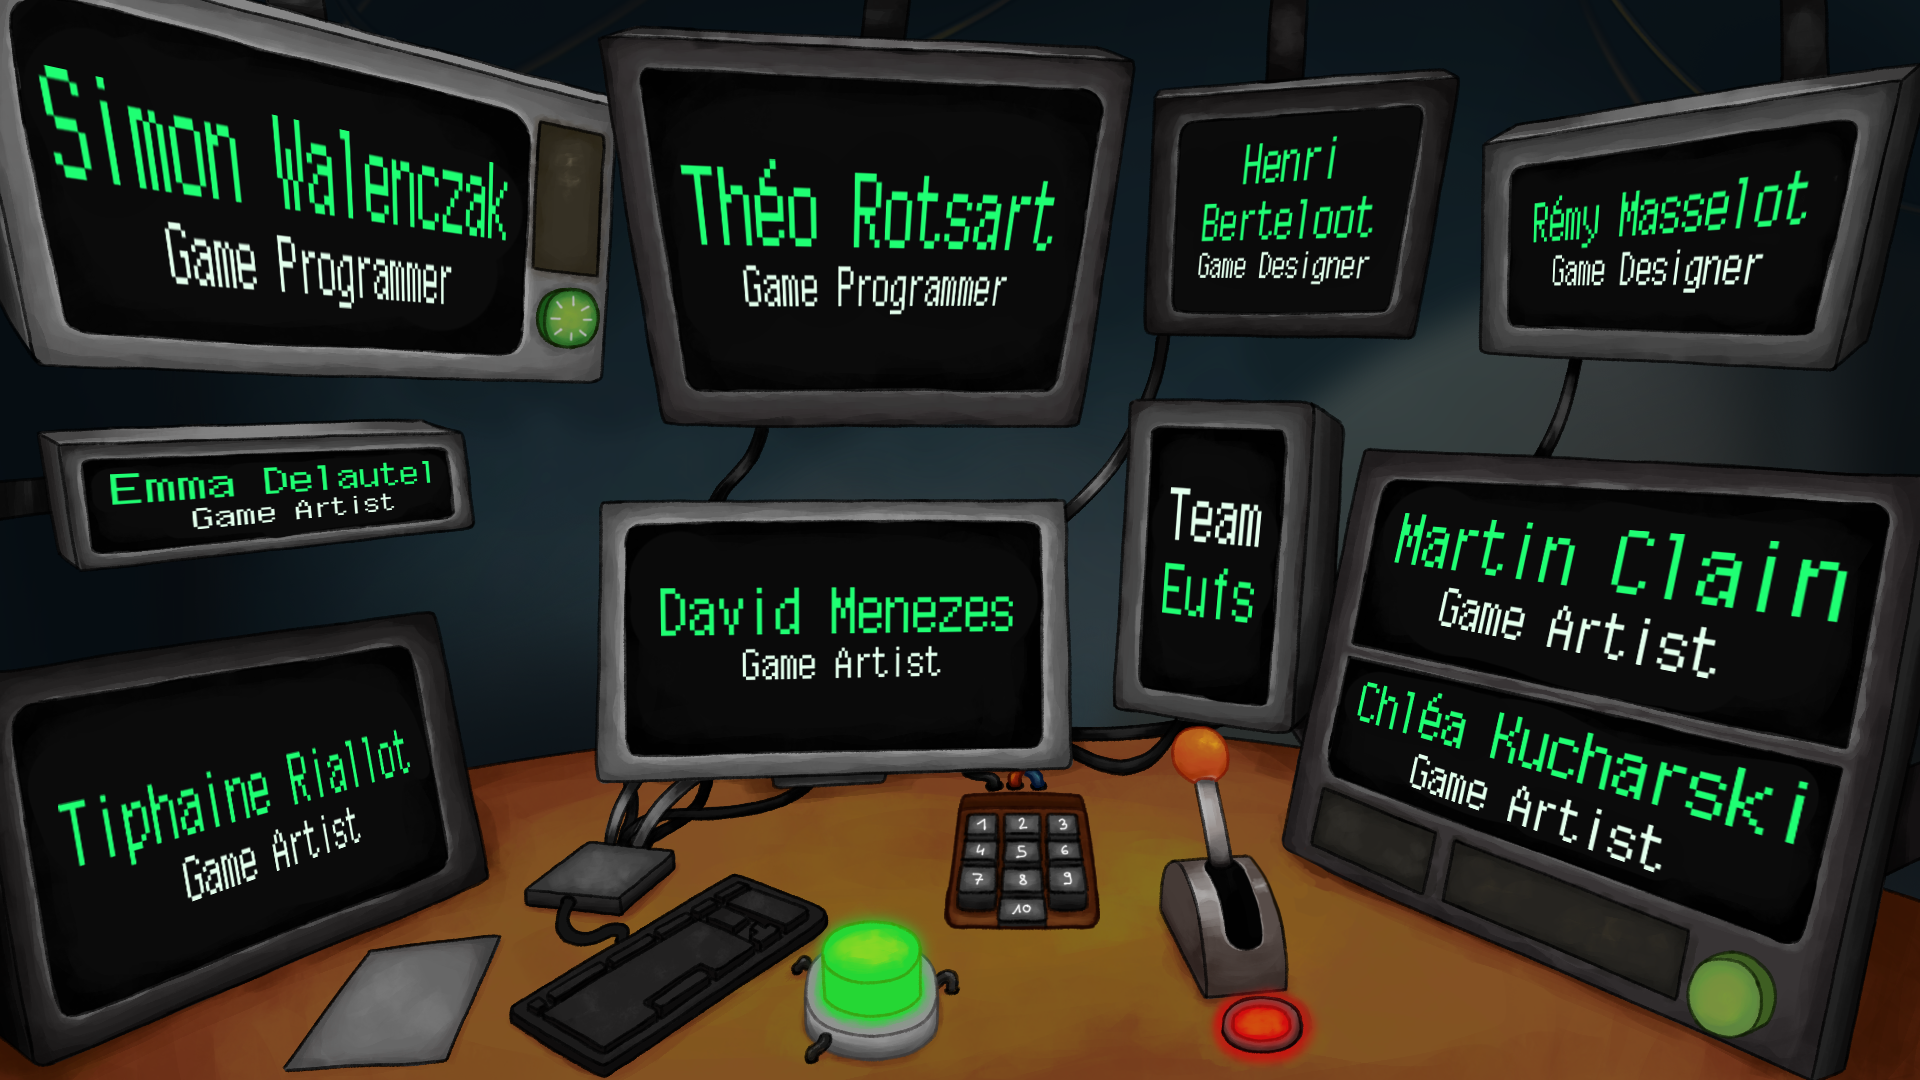 Simon Walenczak
Game Programmer
Théo Rotsart
Game Programmer
Henri
Berteloot
Game Designer
Rémy Masselot
Game Designer
Emma Delautel
Game Artist
David Menezes
Game Artist
Team
Eufs
Martin Clain
Game Artist
Chléa Kucharski
Game Artist
Tiphaine Riallot
Game Artist
1 2 3
4 5 6
7 8 9
10